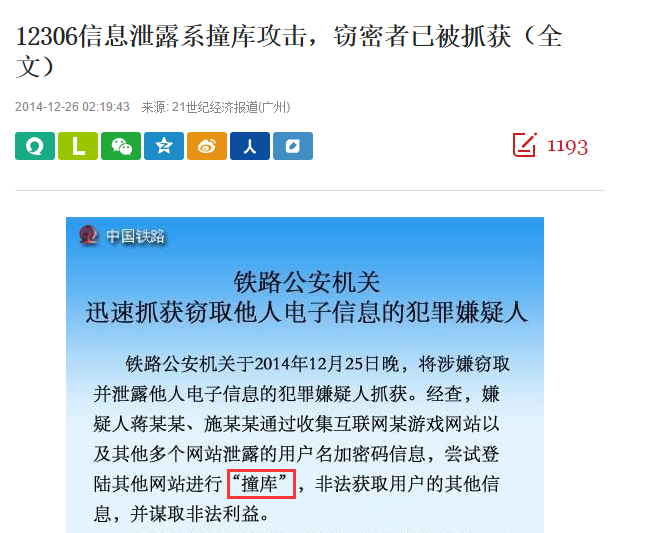 12306信息泄露系撞库攻击，窃密者已被抓获（全
文）
2014-12-26 02:19:43 来源: 21世纪经济报道(广州)
1193
中国铁路
铁路公安机关
迅速抓获窃取他人电子信息的犯罪嫌疑人
铁路公安机关于2014年12月25日晚，将涉嫌窃取
并泄露他人电子信息的犯罪嫌疑人抓获。经查，嫌
疑人蒋某某、施某某通过收集互联网某游戏网站以
及其他多个网站泄露的用户名加密码信息，尝试登
陆其他网站进行“撞库”，非法获取用户的其他信
息，并谋取非法利益。